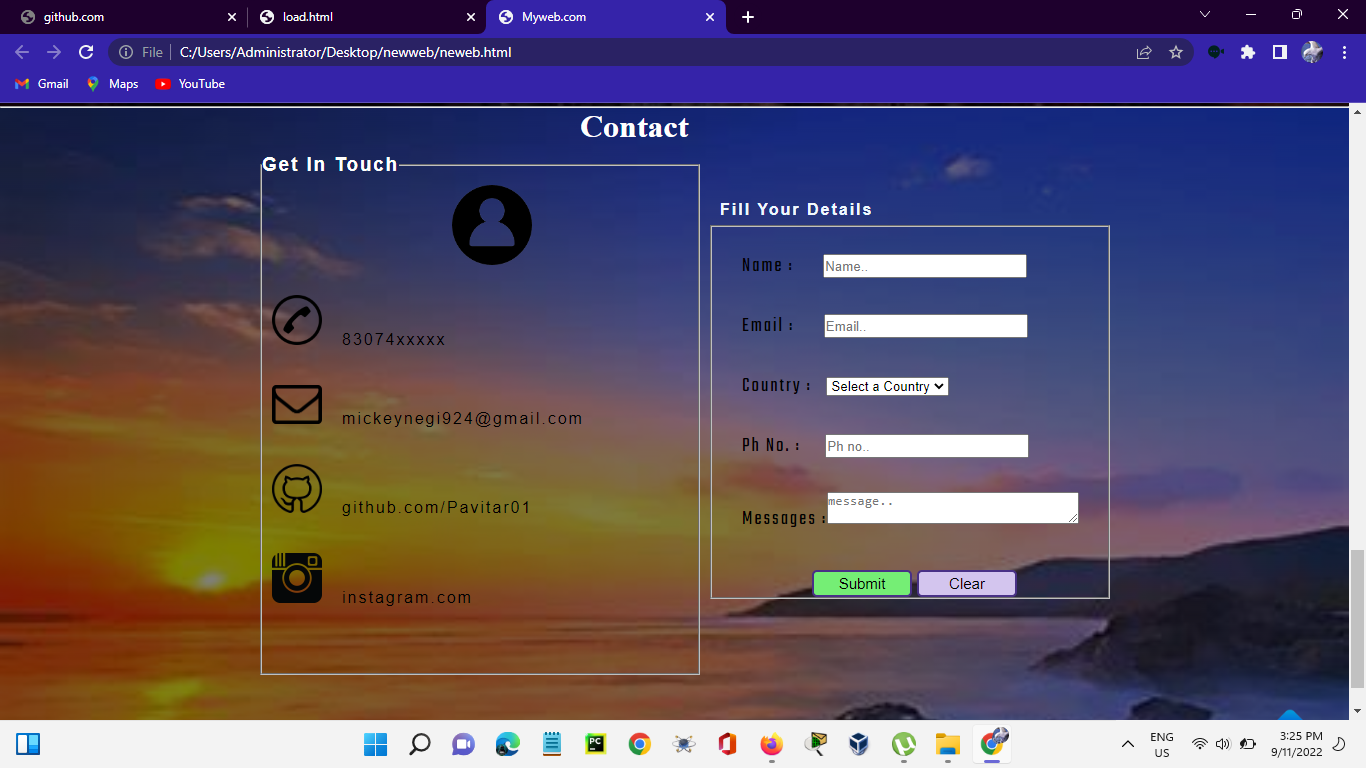 github.com
load.html
Myweb.com
File
C:/Users/Administrator/Desktop/newweb/neweb.html
Gmail
Maps
YouTube
Contact
Get In Touch
83074xxxxx
mickeynegi924@gmail.com
github.com/Pavitar01
instagram.com
Fill Your Details
Name :
Name..
Email :
Email..
Country :
Select a Country
Ph No. :
Ph no..
Messages :
message..
Submit
Clear
PC
ENG
US
3:25 PM
9/11/2022